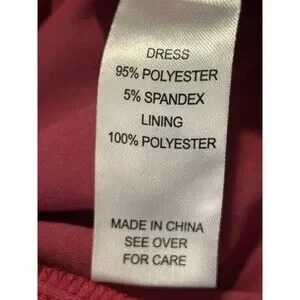 DRESS
95% POLYESTER
5% SPANDEX
LINING
100% POLYESTER
MADE IN CHINA
SEE OVER
FOR CARE